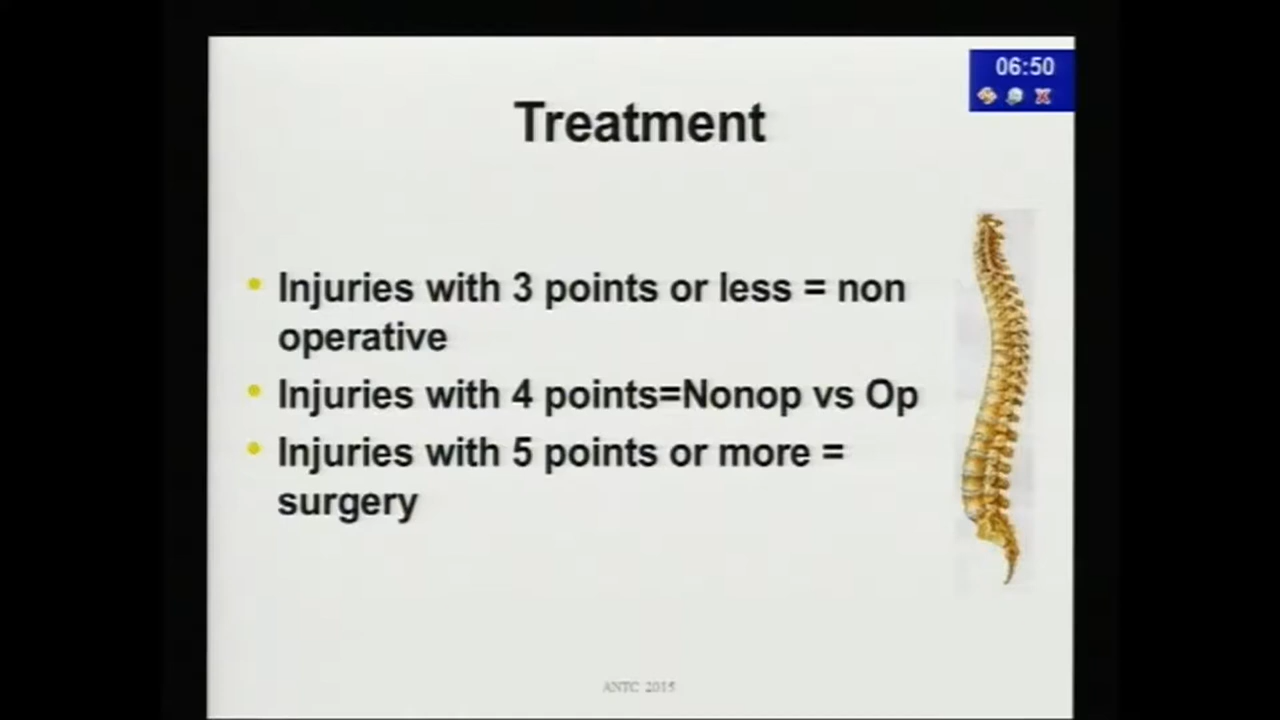 06:50
Treatment
• Injuries with 3 points or less = non
operative
• Injuries with 4 points=Nonop vs Op
• Injuries with 5 points or more =
surgery
ANTC 2015